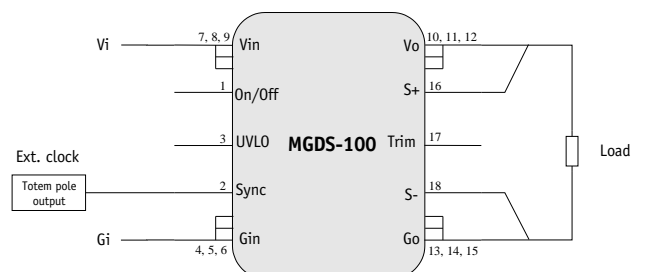 Vi
7, 8, 9
Vin
Vo
10, 11, 12
1
On/Off
S+
16
3
UVLO
MGDS-100
Trim
17
Load
Ext. clock
Totem pole
output
2
Sync
S-
18
Gi
4, 5, 6
Gin
Go
13, 14, 15